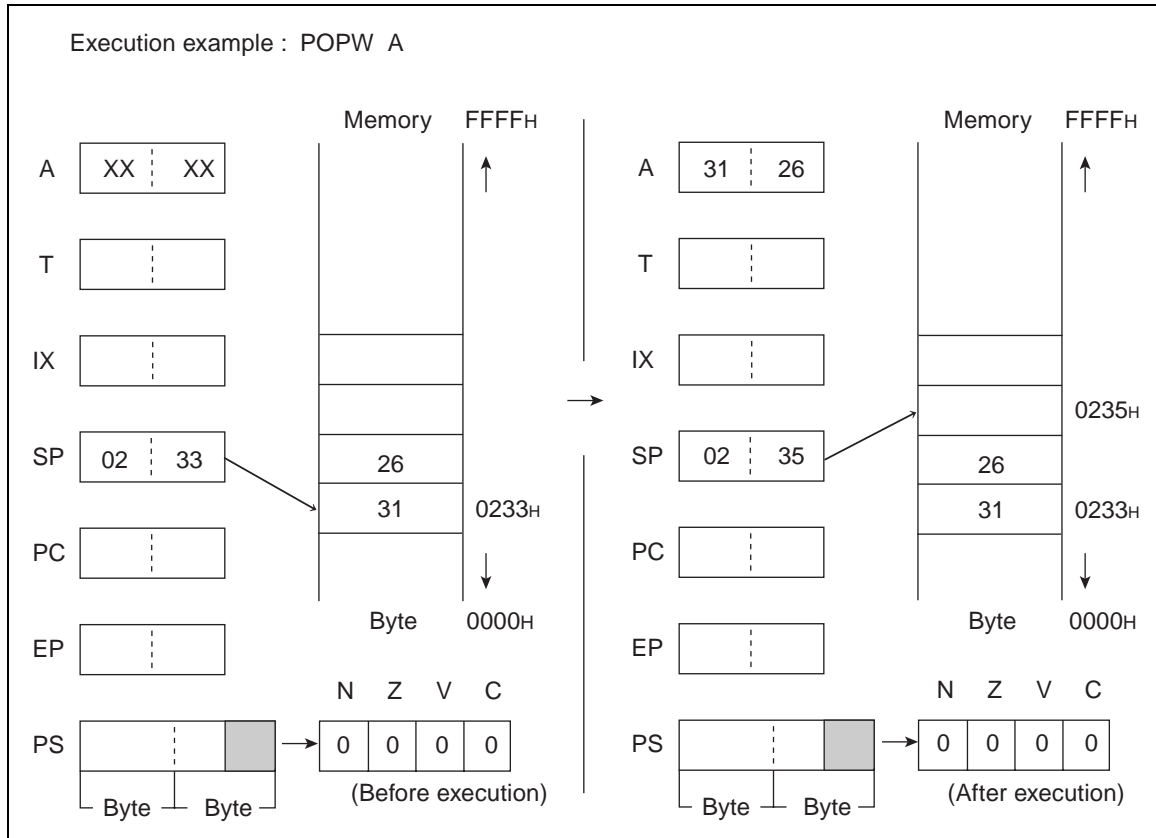 Execution example : POPW A
Memory FFFFH
A XX XX
T
IX
SP 02 33
26
31 0233H
PC
Byte 0000H
EP
N Z V C
PS 0 0 0 0
Byte Byte
(Before execution)
Memory FFFFH
A 31 26
T
IX
0235H
SP 02 35
26
31 0233H
PC
Byte 0000H
EP
N Z V C
PS 0 0 0 0
Byte Byte
(After execution)